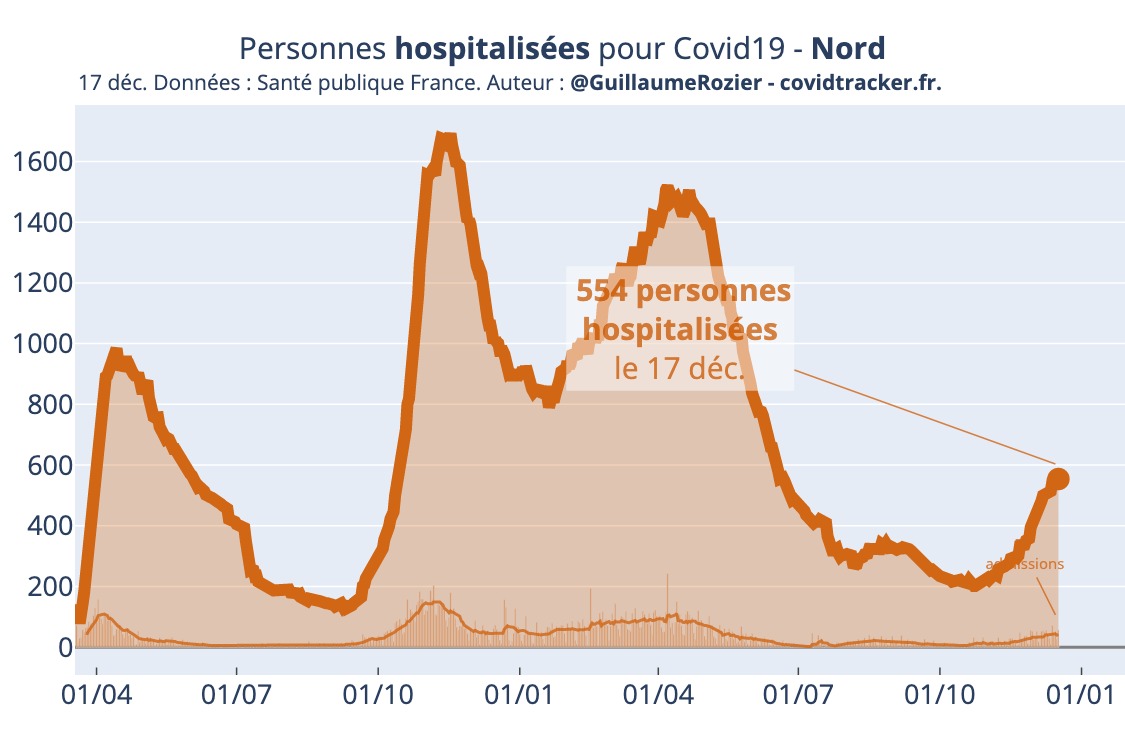 Personnes hospitalisées pour Covid19 - Nord
17 déc. Données : Santé publique France. Auteur : @GuillaumeRozier - covidtracker.fr.
1600
1400
1200
1000
800
600
400
200
0
554 personnes
hospitalisées
le 17 déc.
admissions
01/04 01/07 01/10 01/01 01/04 01/07 01/10 01/01